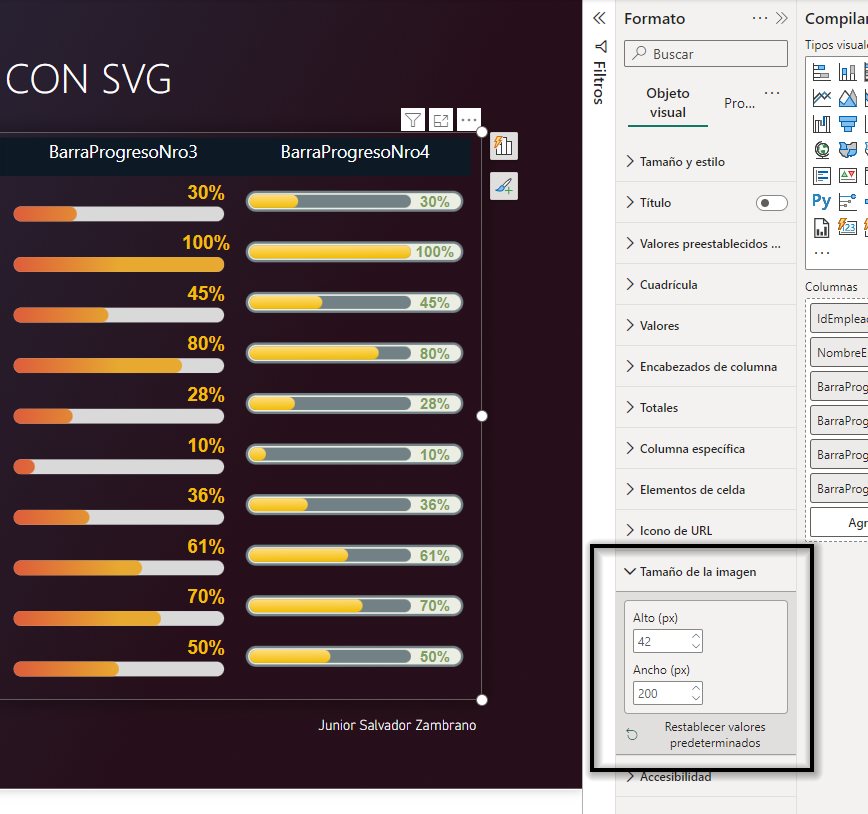 CON SVG
BarraProgresoNro3
BarraProgresoNro4
30%
30%
100%
100%
45%
45%
80%
80%
28%
28%
10%
10%
36%
36%
61%
61%
70%
70%
50%
50%
Junior Salvador Zambrano
Filtros
Formato
Buscar
Objeto
visual
Pro...
Tamaño y estilo
Título
Valores preestablecidos ...
Cuadrícula
Valores
Encabezados de columna
Totales
Columna específica
Elementos de celda
Icono de URL
Tamaño de la imagen
Alto (px)
42
Ancho (px)
200
Restablecer valores
predeterminados
Accesibilidad
Compilar
Tipos visual
Py
123
Columnas
IdEmplea
NombreE
BarraProg
BarraProg
BarraProg
BarraProg
Agr